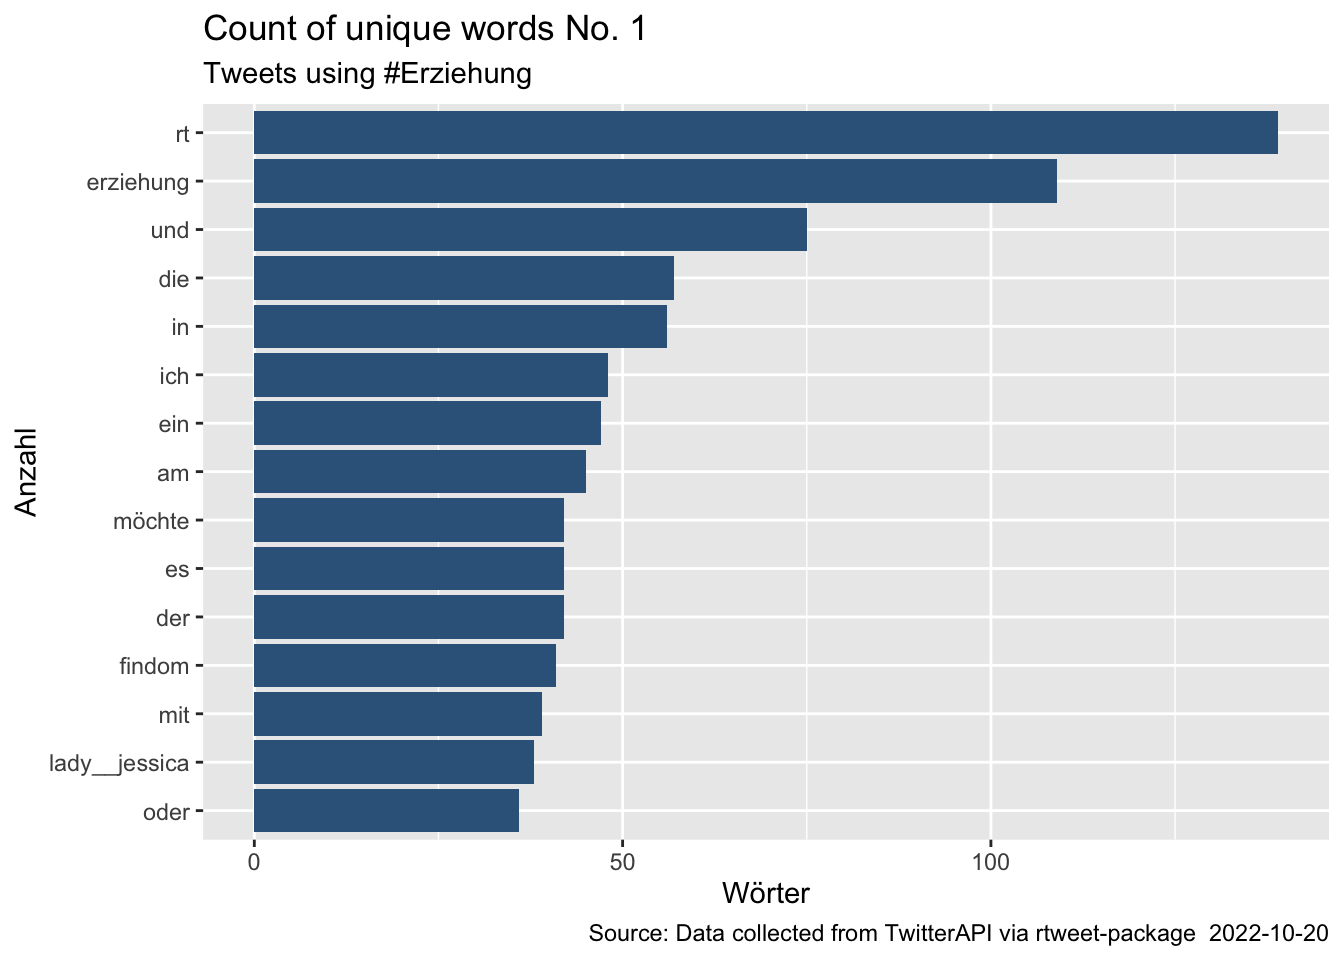 Count of unique words No. 1
Tweets using #Erziehung
rt
erziehung
und
die
in
ich
ein
am
möchte
es
der
findom
mit
lady__jessica
oder
Anzahl
0 50 100
Wörter
Source: Data collected from TwitterAPI via rtweet-package  2022-10-20